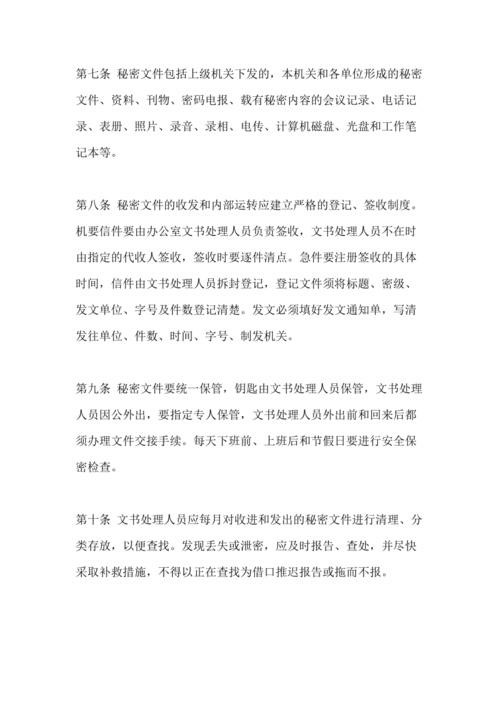 第七条 秘密文件包括上级机关下发的，本机关和各单位形成的秘密
文件、资料、刊物、密码电报、载有秘密内容的会议记录、电话记
录、表册、照片、录音、录相、电传、计算机磁盘、光盘和工作笔
记本等。
第八条 秘密文件的收发和内部运转应建立严格的登记、签收制度。
机要信件要由办公室文书处理人员负责签收，文书处理人员不在时
由指定的代收人签收，签收时要逐件清点。急件要注册签收的具体
时间，信件由文书处理人员拆封登记，登记文件须将标题、密级、
发文单位、字号及件数登记清楚。发文必须填好发文通知单，写清
发往单位、件数、时间、字号、制发机关。
第九条 秘密文件要统一保管，钥匙由文书处理人员保管，文书处理
人员因公外出，要指定专人保管，文书处理人员外出前和回来后都
须办理文件交接手续。每天下班前、上班后和节假日要进行安全保
密检查。
第十条 文书处理人员应每月对收进和发出的秘密文件进行清理、分
类存放，以便查找。发现丢失或泄密，应及时报告、查处，并尽快
采取补救措施，不得以正在查找为借口推迟报告或拖而不报。